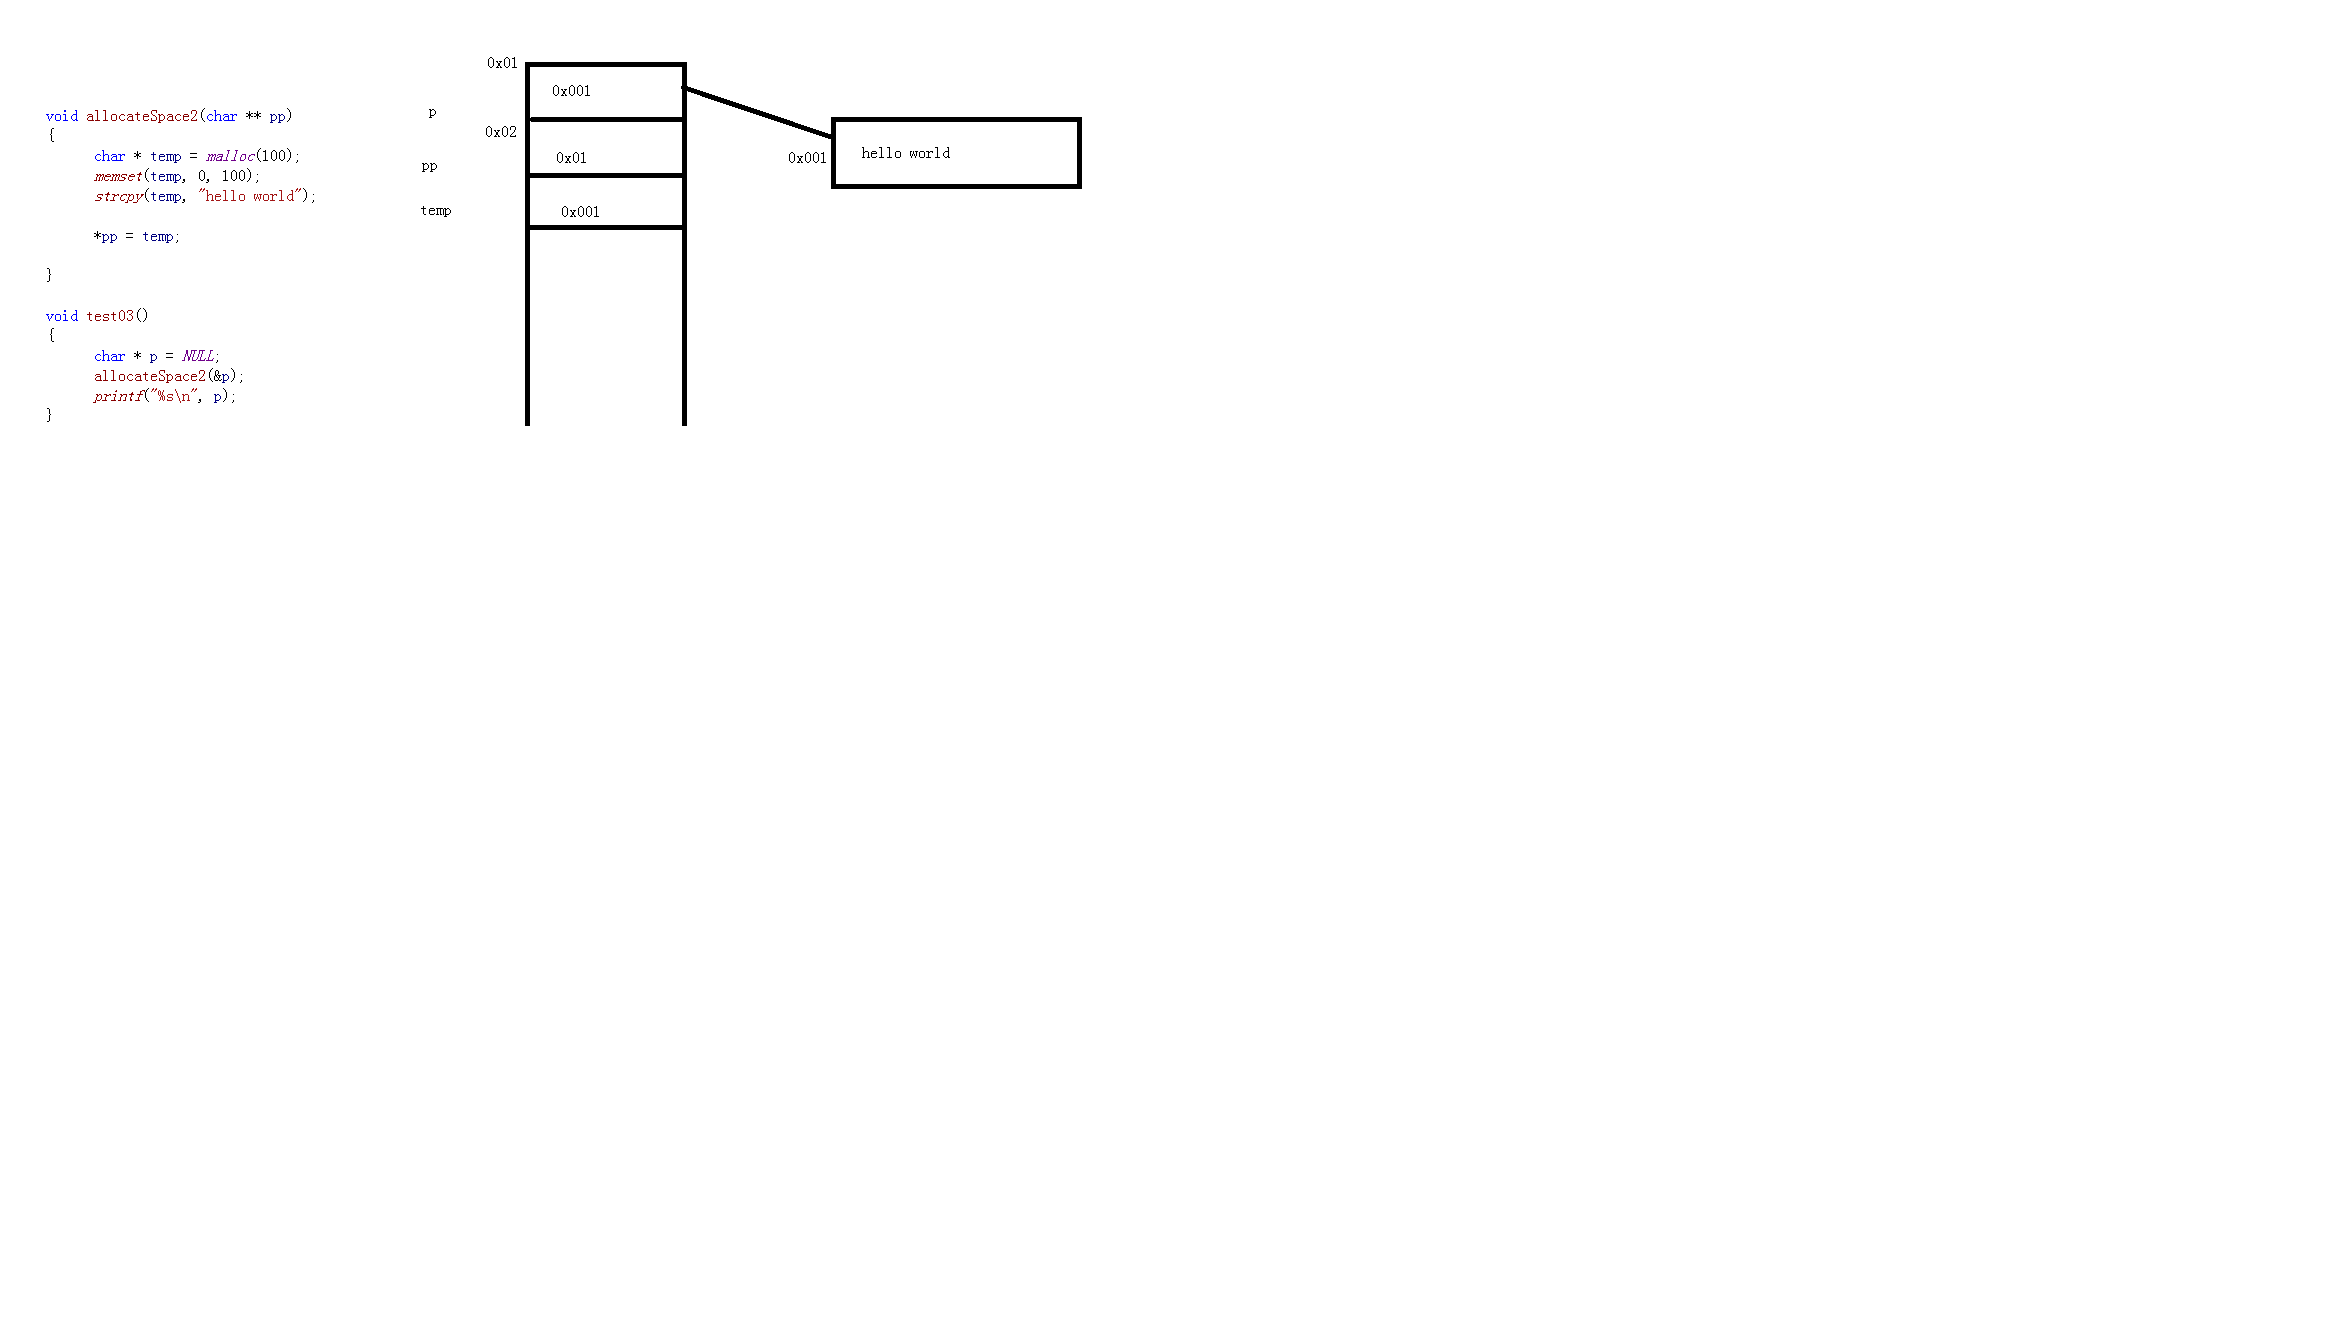 void allocateSpace2(char ** pp)
{
char * temp = malloc(100);
memset(temp, 0, 100);
strcpy(temp, "hello world");
*pp = temp;
}
void test03()
{
char * p = NULL;
allocateSpace2(&p);
printf("%s\n", p);
}
0x01
0x001
p
0x02
0x01
pp
temp
0x001
0x001
hello world